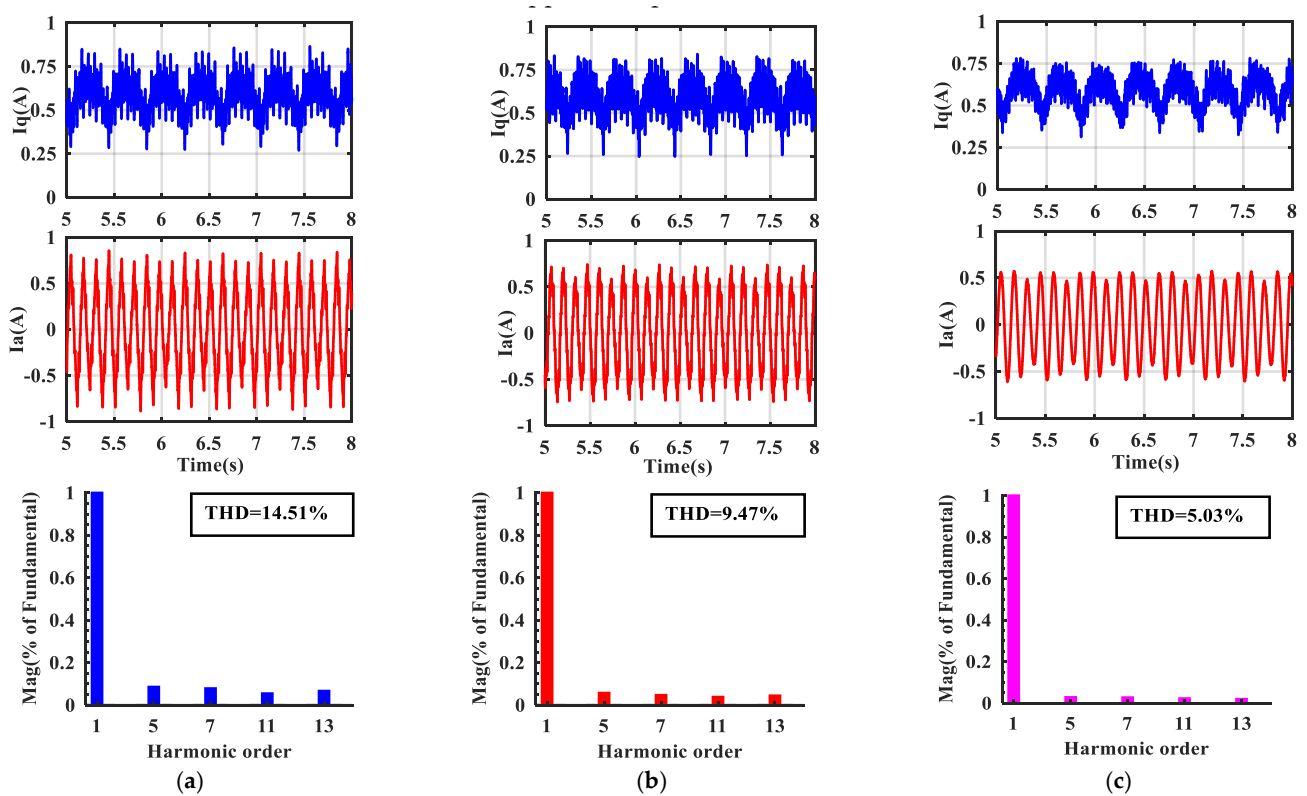 Iq(A)
1
0.75
0.5
0.25
0
5 5.5 6 6.5 7 7.5 8
Ia(A)
1
0.5
0
-0.5
-1
5 5.5 6 6.5 7 7.5 8
Time(s)
Mag(% of Fundamental)
1
0.8
0.6
0.4
0.2
0
THD=14.51%
1 5 7 11 13
Harmonic order
(a)
Iq(A)
1
0.75
0.5
0.25
0
5 5.5 6 6.5 7 7.5 8
Ia(A)
1
0.5
0
-0.5
-1
5 5.5 6 6.5 7 7.5 8
Time(s)
Mag(% of Fundamental)
1
0.8
0.6
0.4
0.2
0
THD=9.47%
1 5 7 11 13
Harmonic order
(b)
Iq(A)
1
0.75
0.5
0.25
0
5 5.5 6 6.5 7 7.5 8
Ia(A)
1
0.5
0
-0.5
-1
5 5.5 6 6.5 7 7.5 8
Time(s)
Mag(% of Fundamental)
1
0.8
0.6
0.4
0.2
0
THD=5.03%
1 5 7 11 13
Harmonic order
(c)